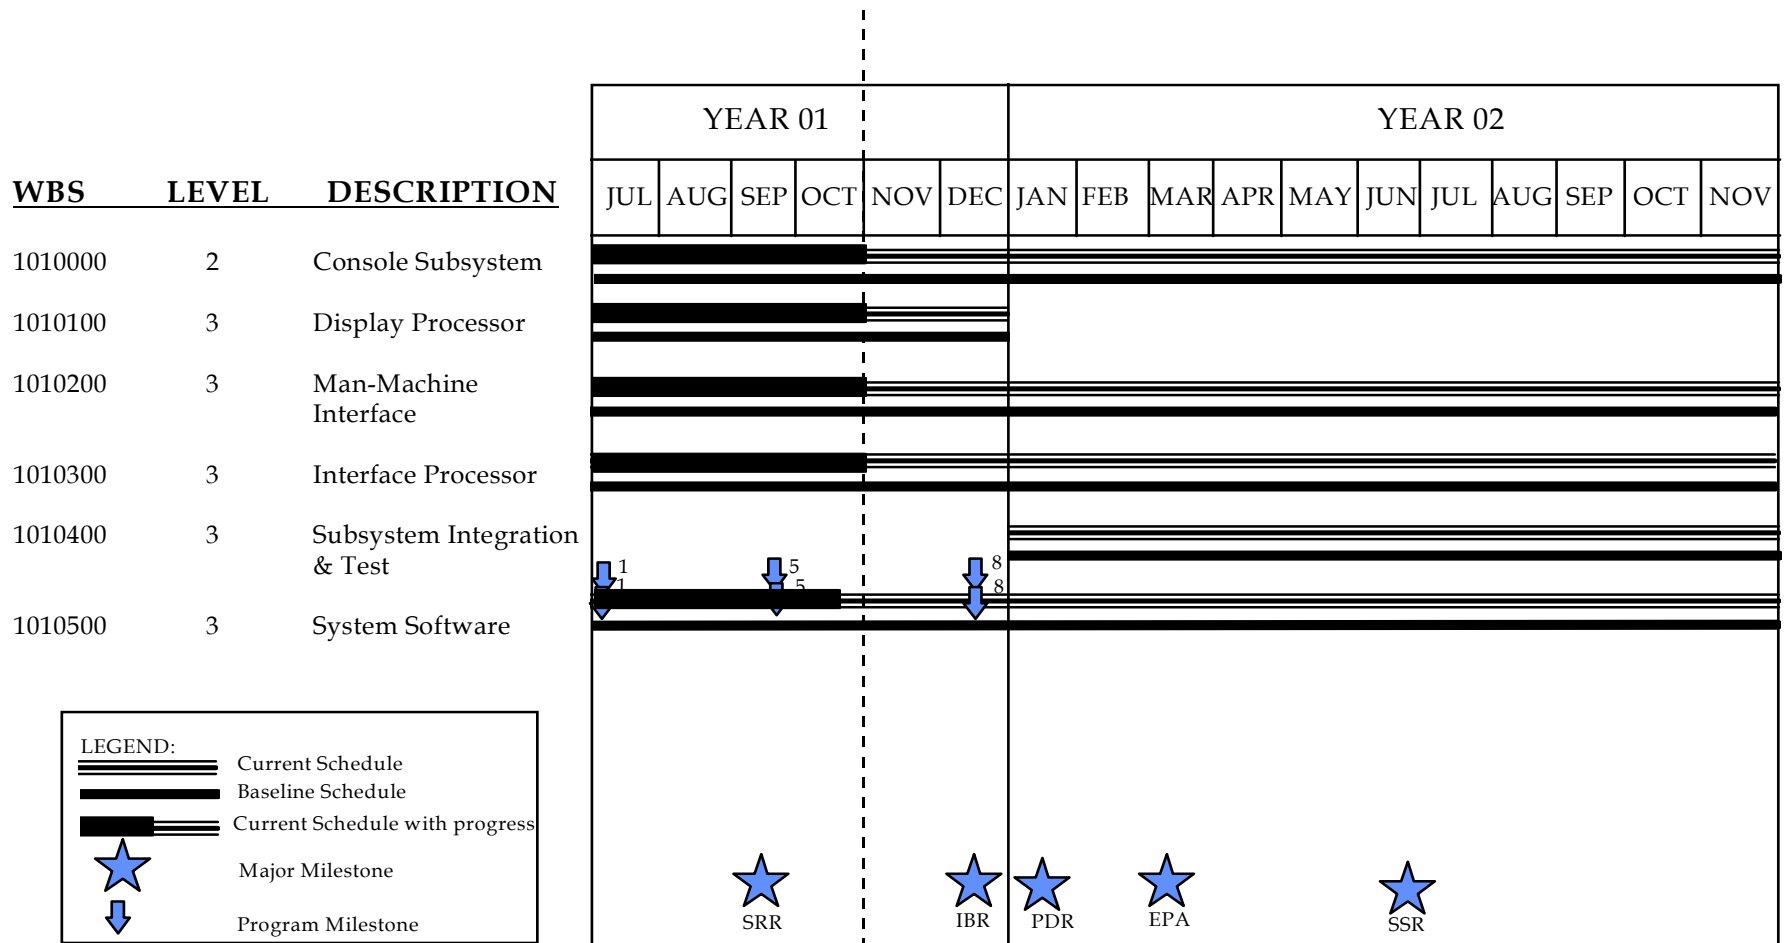 YEAR 01 YEAR 02
WBS LEVEL DESCRIPTION JUL AUG SEP OCT NOV DEC JAN FEB MAR APR MAY JUN JUL AUG SEP OCT NOV
1010000 2 Console Subsystem
1010100 3 Display Processor
1010200 3 Man-Machine
Interface
1010300 3 Interface Processor
1010400 3 Subsystem Integration
& Test
1 5 8
1 5 8
1010500 3 System Software
LEGEND:
Current Schedule
Baseline Schedule
Current Schedule with progress
Major Milestone
Program Milestone
SRR IBR PDR EPA SSR